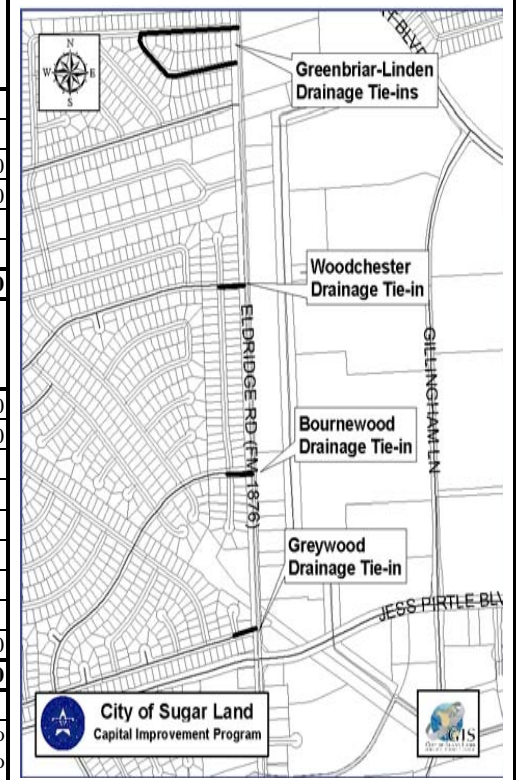 N
W E
S
Greenbriar-Linden
Drainage Tie-ins
Woodchester
Drainage Tie-in
ELDRIDGE RD (FM 1876)
GILLINGHAM LN
Bournewood
Drainage Tie-in
Greywood
Drainage Tie-in
JESS PIRTLE BLV
City of Sugar Land
Capital Improvement Program
GIS